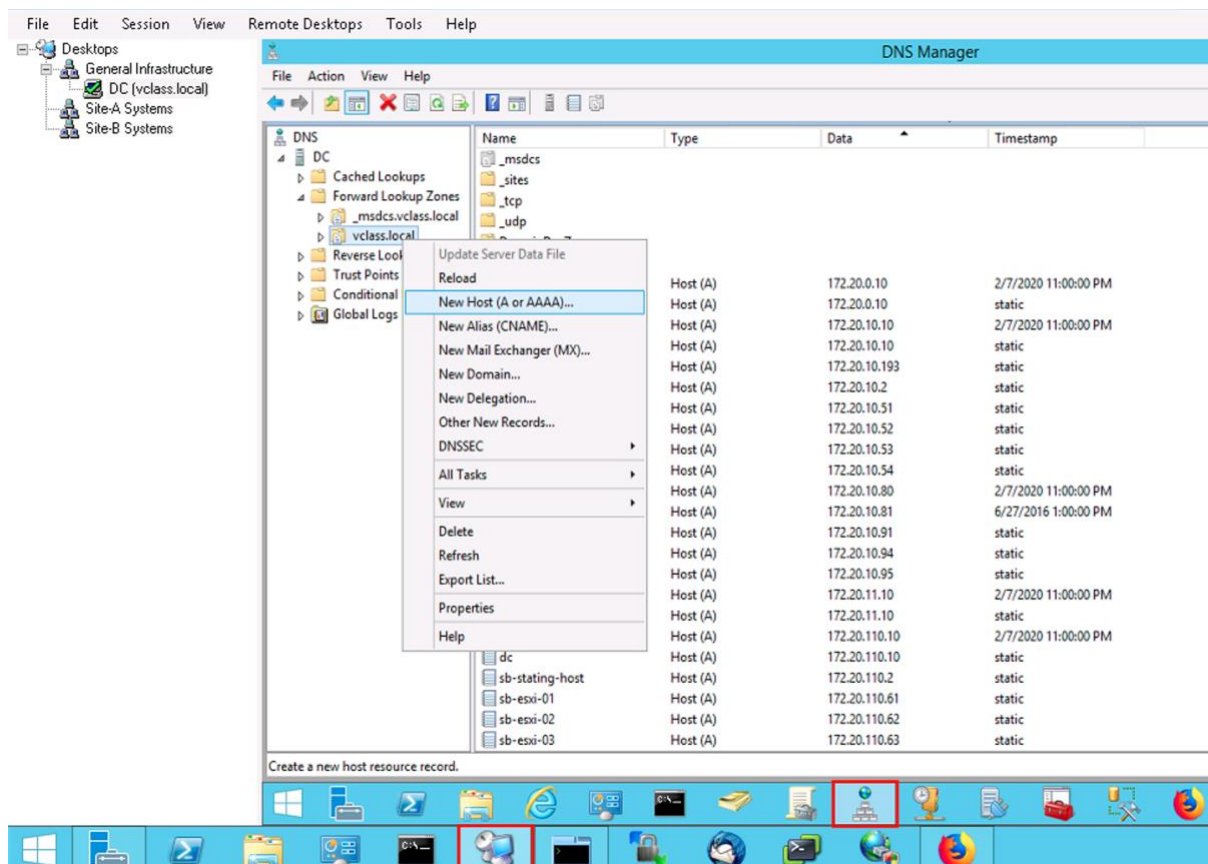 File Edit Session View Remote Desktops Tools Help
Desktops
General Infrastructure
DC (vclass.local)
Site-A Systems
Site-B Systems
DNS Manager
File Action View Help
DNS
DC
Cached Lookups
Forward Lookup Zones
_msdcs.vclass.local
vclass.local
Reverse Look
Trust Points
Conditional
Global Logs
Update Server Data File
Reload
New Host (A or AAAA)...
New Alias (CNAME)...
New Mail Exchanger (MX)...
New Domain...
New Delegation...
Other New Records...
DNSSEC
All Tasks
View
Delete
Refresh
Export List...
Properties
Help
Name Type Data Timestamp
_msdcs
_sites
_tcp
_udp
Host (A) 172.20.0.10 2/7/2020 11:00:00 PM
Host (A) 172.20.0.10 static
Host (A) 172.20.10.10 2/7/2020 11:00:00 PM
Host (A) 172.20.10.10 static
Host (A) 172.20.10.193 static
Host (A) 172.20.10.2 static
Host (A) 172.20.10.51 static
Host (A) 172.20.10.52 static
Host (A) 172.20.10.53 static
Host (A) 172.20.10.54 static
Host (A) 172.20.10.80 2/7/2020 11:00:00 PM
Host (A) 172.20.10.81 6/27/2016 1:00:00 PM
Host (A) 172.20.10.91 static
Host (A) 172.20.10.94 static
Host (A) 172.20.10.95 static
Host (A) 172.20.11.10 2/7/2020 11:00:00 PM
Host (A) 172.20.11.10 static
Host (A) 172.20.110.10 2/7/2020 11:00:00 PM
dc Host (A) 172.20.110.10 static
sb-stating-host Host (A) 172.20.110.2 static
sb-esxi-01 Host (A) 172.20.110.61 static
sb-esxi-02 Host (A) 172.20.110.62 static
sb-esxi-03 Host (A) 172.20.110.63 static
Create a new host resource record.